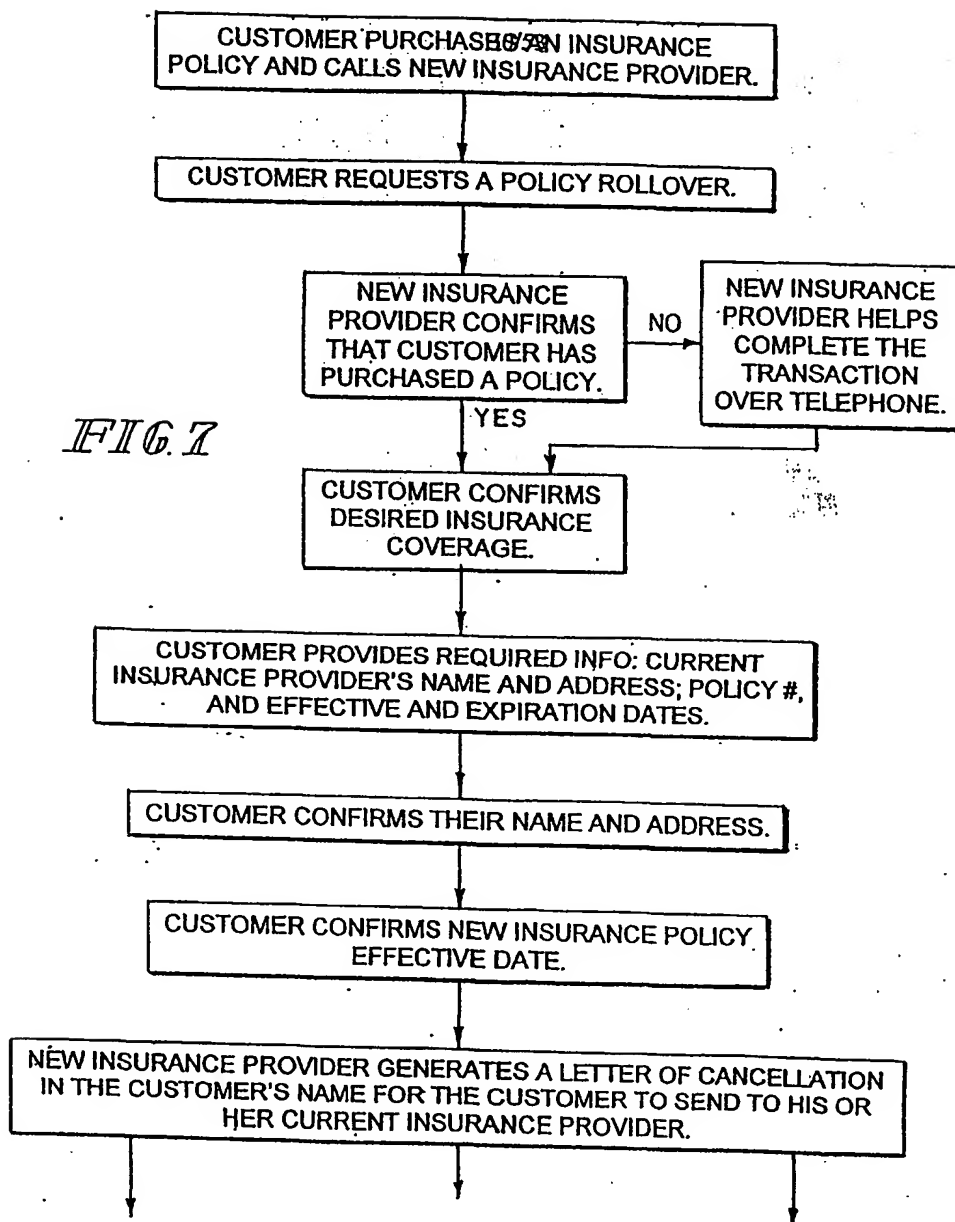 CUSTOMER PURCHASES AN INSURANCE
POLICY AND CALLS NEW INSURANCE PROVIDER.
CUSTOMER REQUESTS A POLICY ROLLOVER.
NEW INSURANCE
PROVIDER CONFIRMS
THAT CUSTOMER HAS
PURCHASED A POLICY.
NO
NEW INSURANCE
PROVIDER HELPS
COMPLETE THE
TRANSACTION
OVER TELEPHONE.
YES
FIG. 7
CUSTOMER CONFIRMS
DESIRED INSURANCE
COVERAGE.
CUSTOMER PROVIDES REQUIRED INFO: CURRENT
INSURANCE PROVIDER'S NAME AND ADDRESS; POLICY #,
AND EFFECTIVE AND EXPIRATION DATES.
CUSTOMER CONFIRMS THEIR NAME AND ADDRESS.
CUSTOMER CONFIRMS NEW INSURANCE POLICY
EFFECTIVE DATE.
NEW INSURANCE PROVIDER GENERATES A LETTER OF CANCELLATION
IN THE CUSTOMER'S NAME FOR THE CUSTOMER TO SEND TO HIS OR
HER CURRENT INSURANCE PROVIDER.